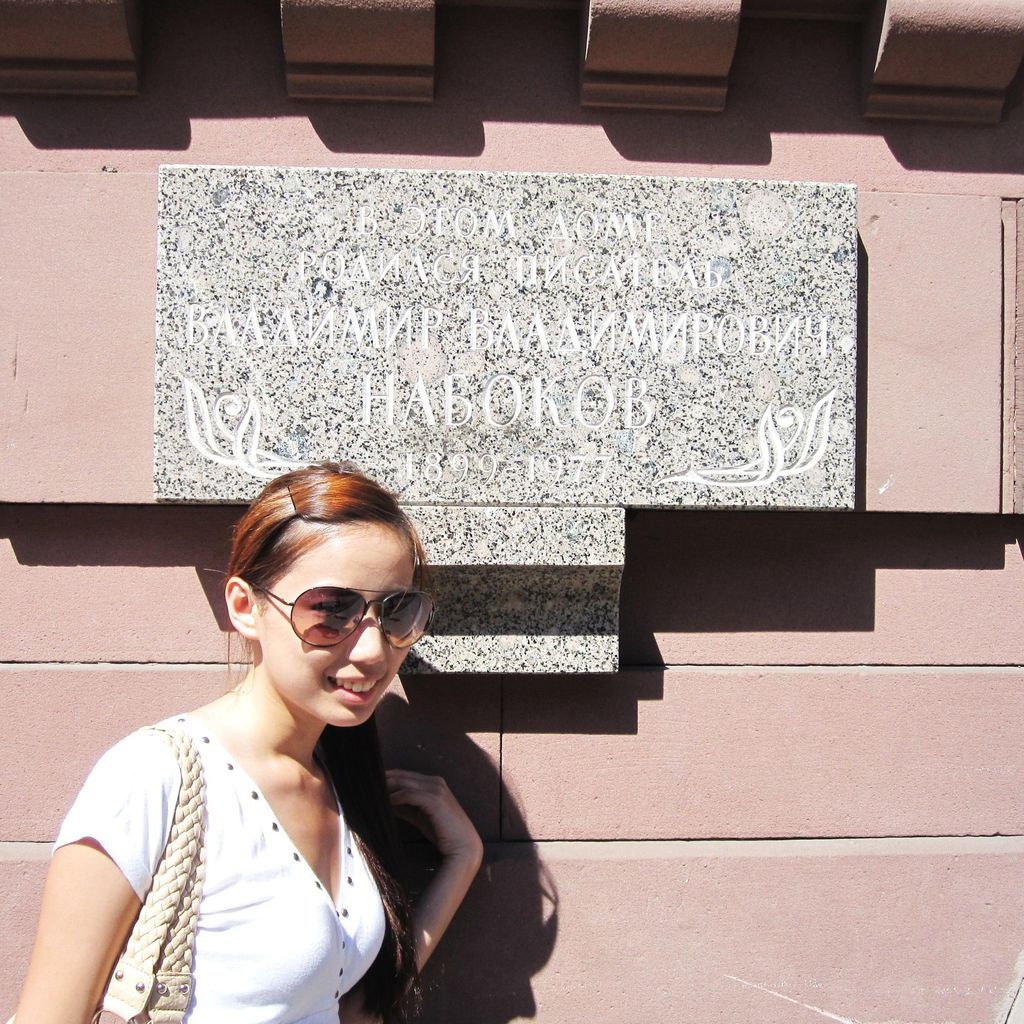 В ЭТОМ ДОМЕ
РОДИЛСЯ ПИСАТЕЛЬ
ВЛАДИМИР ВЛАДИМИРОВИЧ
НАБОКОВ
1899-1977